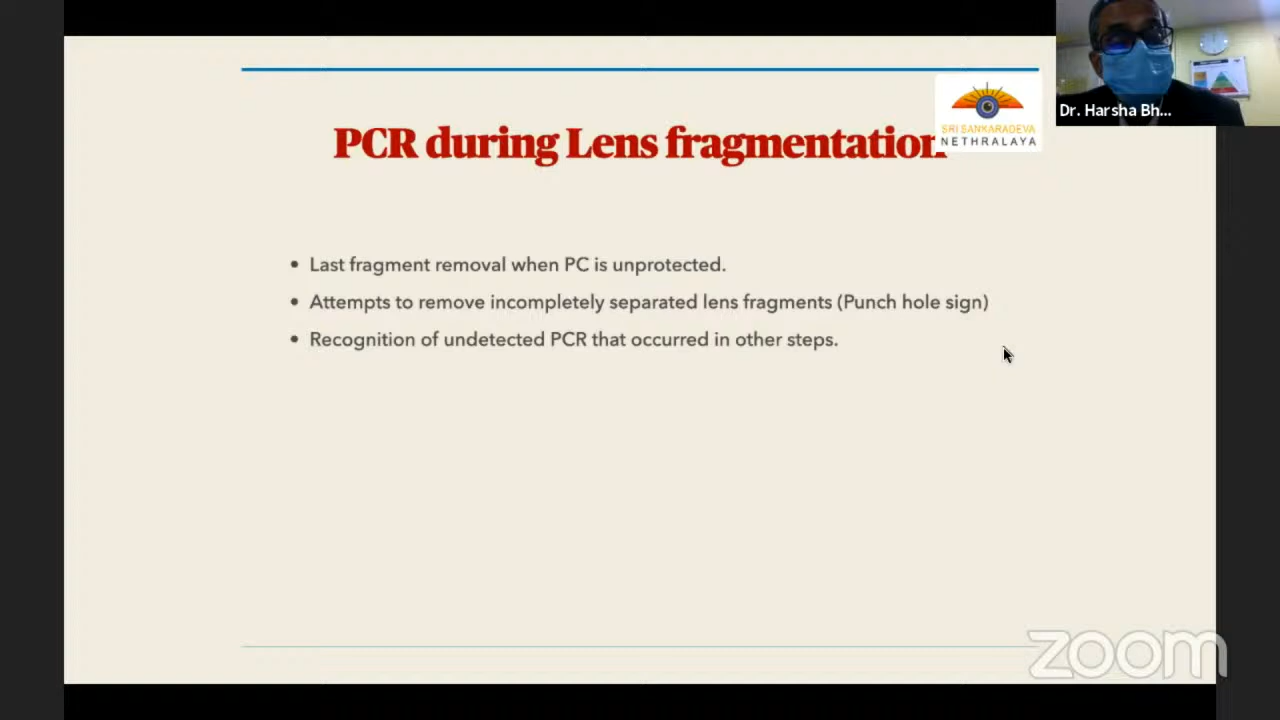 PCR during Lens fragmentation
SRI SANKARADEVA
NETHRALAYA
Dr. Harsha Bh...
• Last fragment removal when PC is unprotected.
• Attempts to remove incompletely separated lens fragments (Punch hole sign)
• Recognition of undetected PCR that occurred in other steps.
zoom